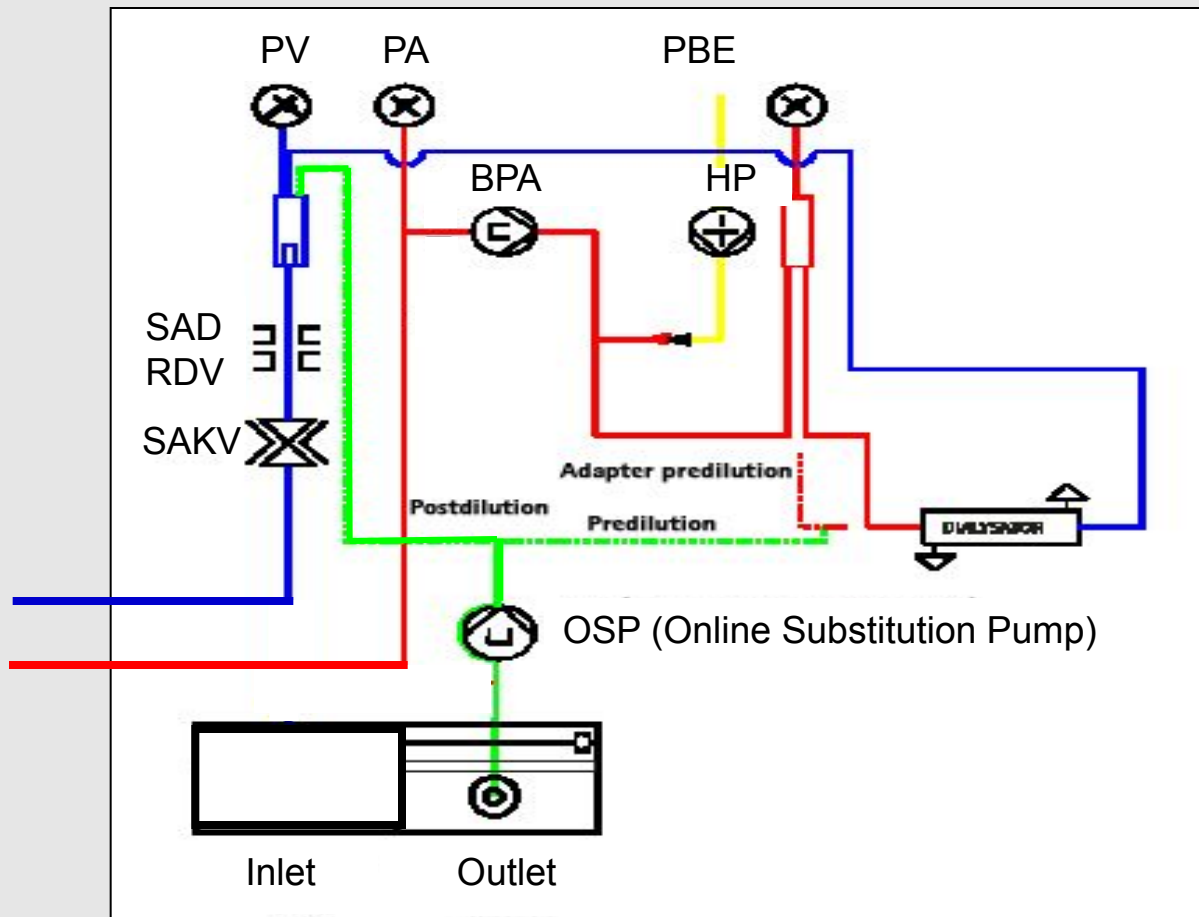 PV
PA
PBE
BPA
HP
SAD
RDV
SAKV
Adapter predilution
Postdilution
Predilution
DIALYSATOR
OSP (Online Substitution Pump)
Inlet
Outlet